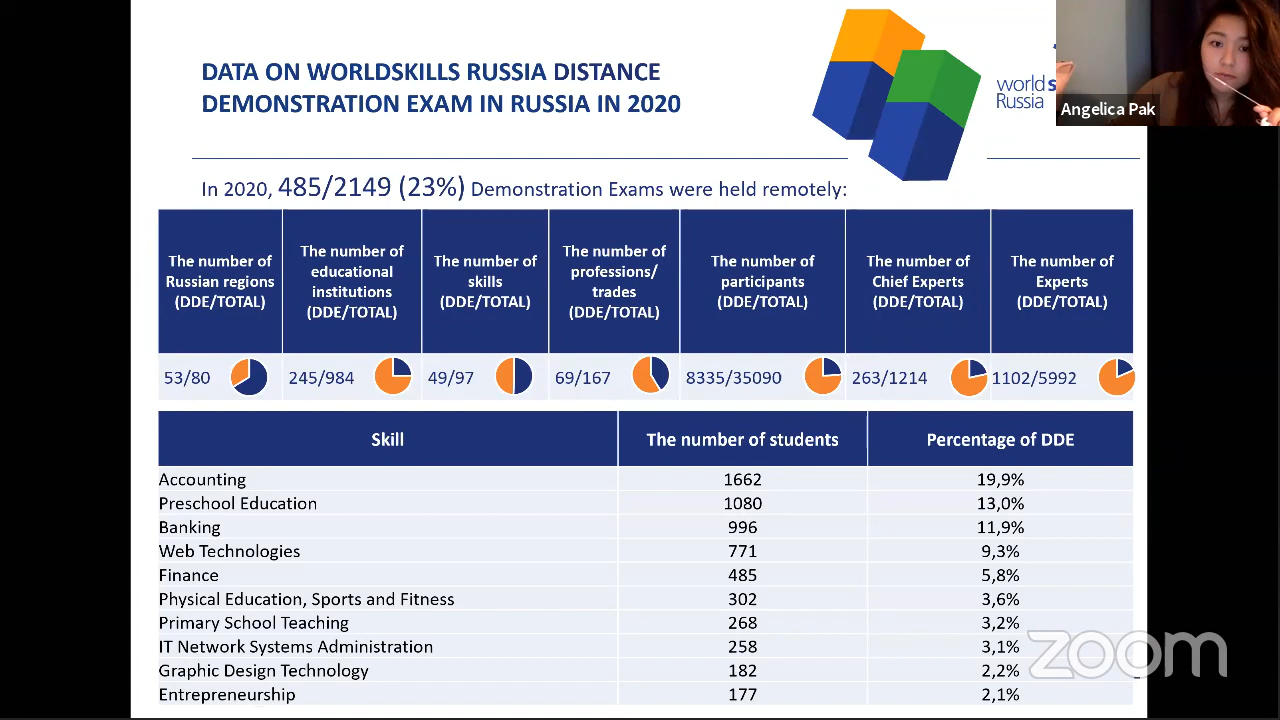 DATA ON WORLDSKILLS RUSSIA DISTANCE
DEMONSTRATION EXAM IN RUSSIA IN 2020
world s
Russia
Angelica Pak
In 2020, 485/2149 (23%) Demonstration Exams were held remotely:
The number of
Russian regions
(DDE/TOTAL)
The number of
educational
institutions
(DDE/TOTAL)
The number of
skills
(DDE/TOTAL)
The number of
professions/
trades
(DDE/TOTAL)
The number of
participants
(DDE/TOTAL)
The number of
Chief Experts
(DDE/TOTAL)
The number of
Experts
(DDE/TOTAL)
53/80 245/984 49/97 69/167 8335/35090 263/1214 1102/5992
Skill The number of students Percentage of DDE
Accounting 1662 19,9%
Preschool Education 1080 13,0%
Banking 996 11,9%
Web Technologies 771 9,3%
Finance 485 5,8%
Physical Education, Sports and Fitness 302 3,6%
Primary School Teaching 268 3,2%
IT Network Systems Administration 258 3,1%
Graphic Design Technology 182 2,2%
Entrepreneurship 177 2,1%
zoom